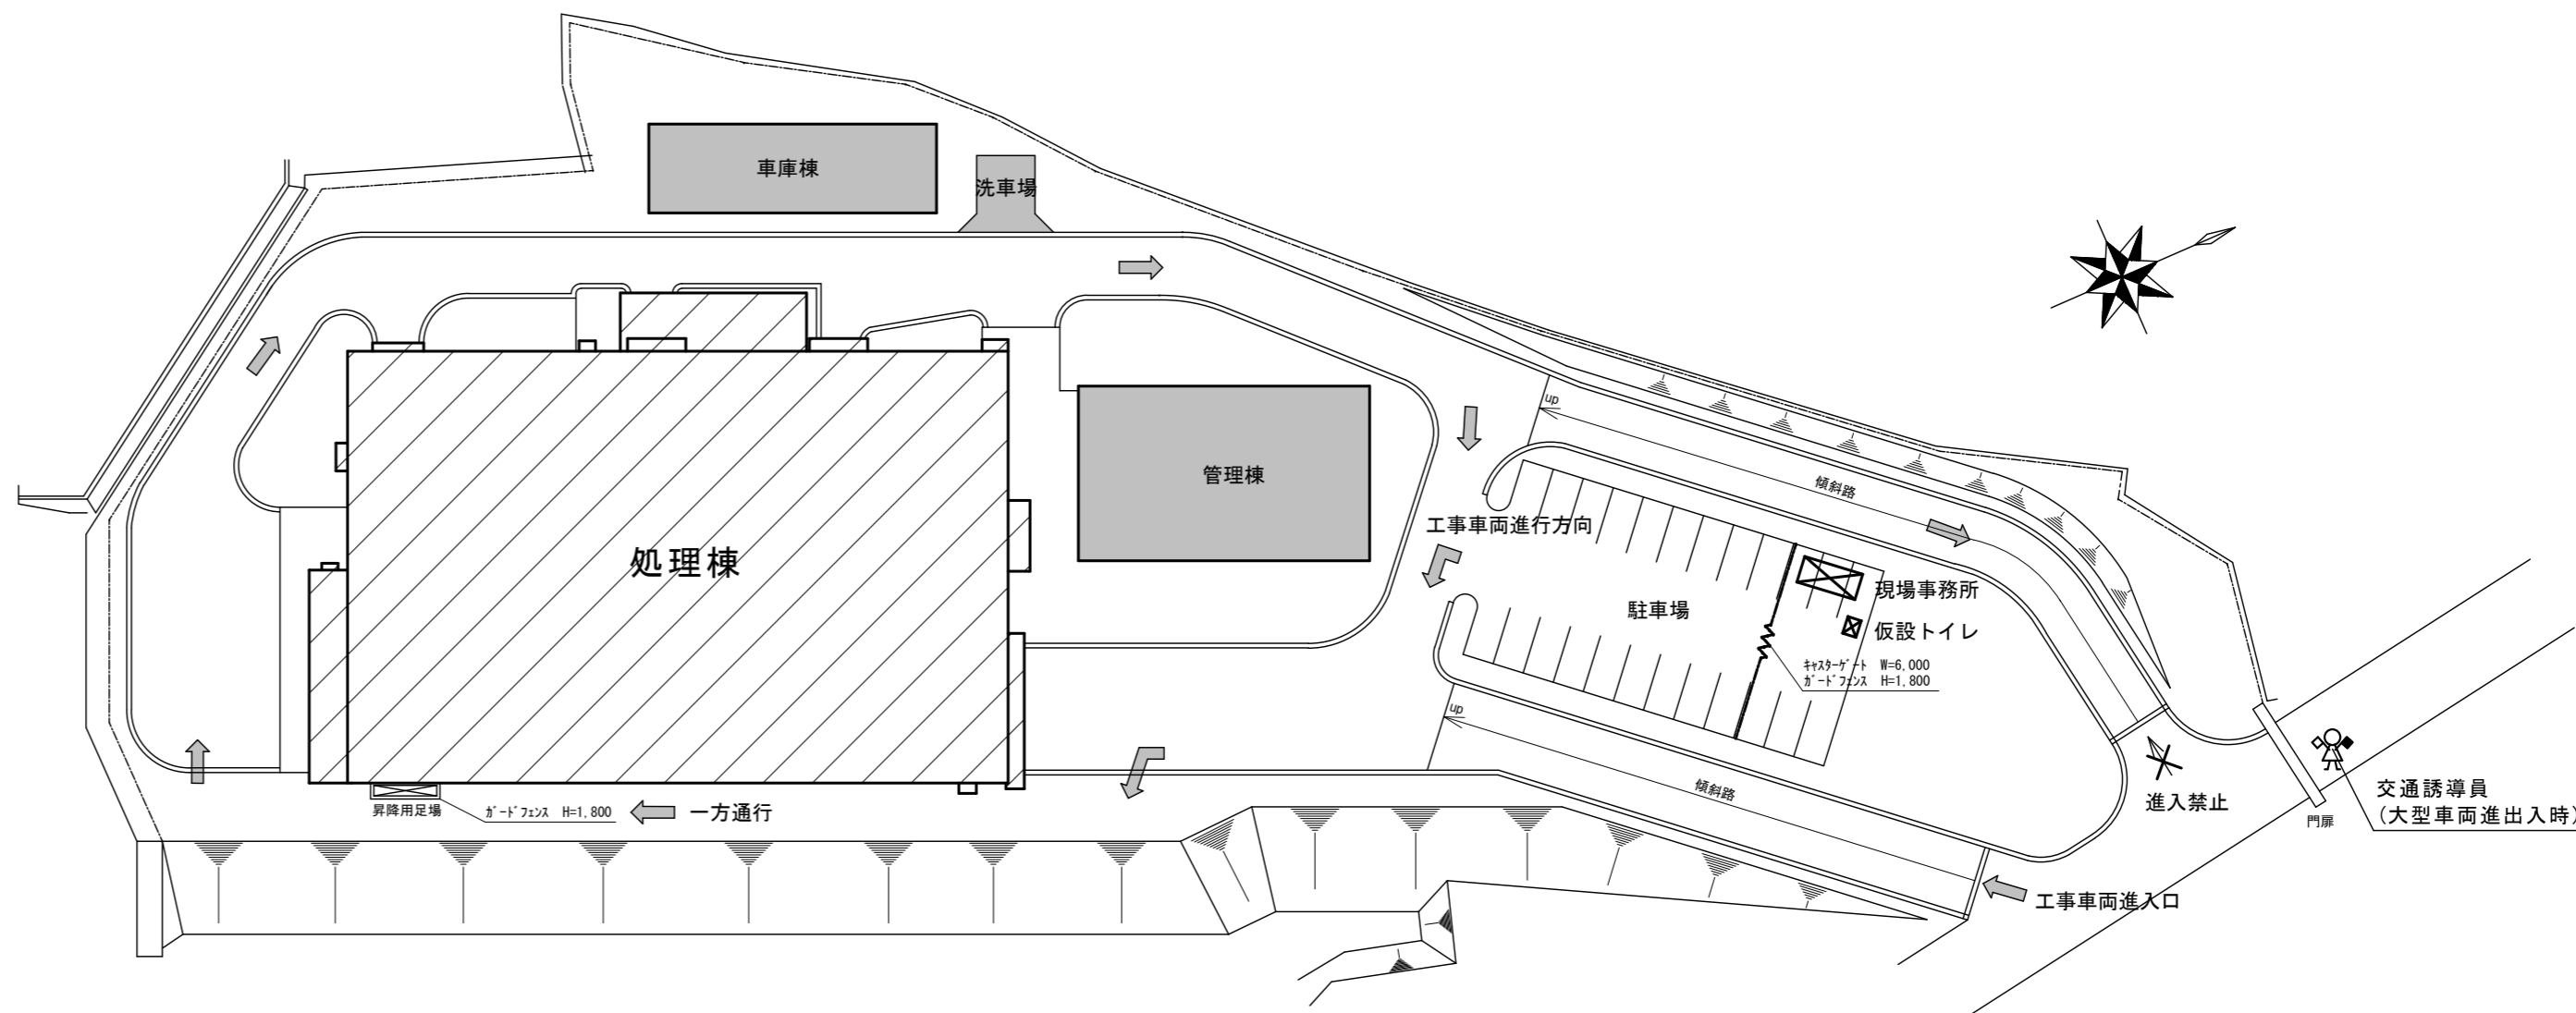 車庫棟
洗車場
up
管理棟
傾斜路
工事車両進行方向
処理棟
現場事務所
駐車場
仮設トイレ
ｷｬｽﾀｰｹﾞｰﾄ W=6,000
ｶﾞｰﾄﾞﾌｪﾝｽ H=1,800
up
傾斜路
交通誘導員
(大型車両進出入時)
進入禁止
門扉
昇降用足場
ｶﾞｰﾄﾞﾌｪﾝｽ H=1,800
一方通行
工事車両進入口